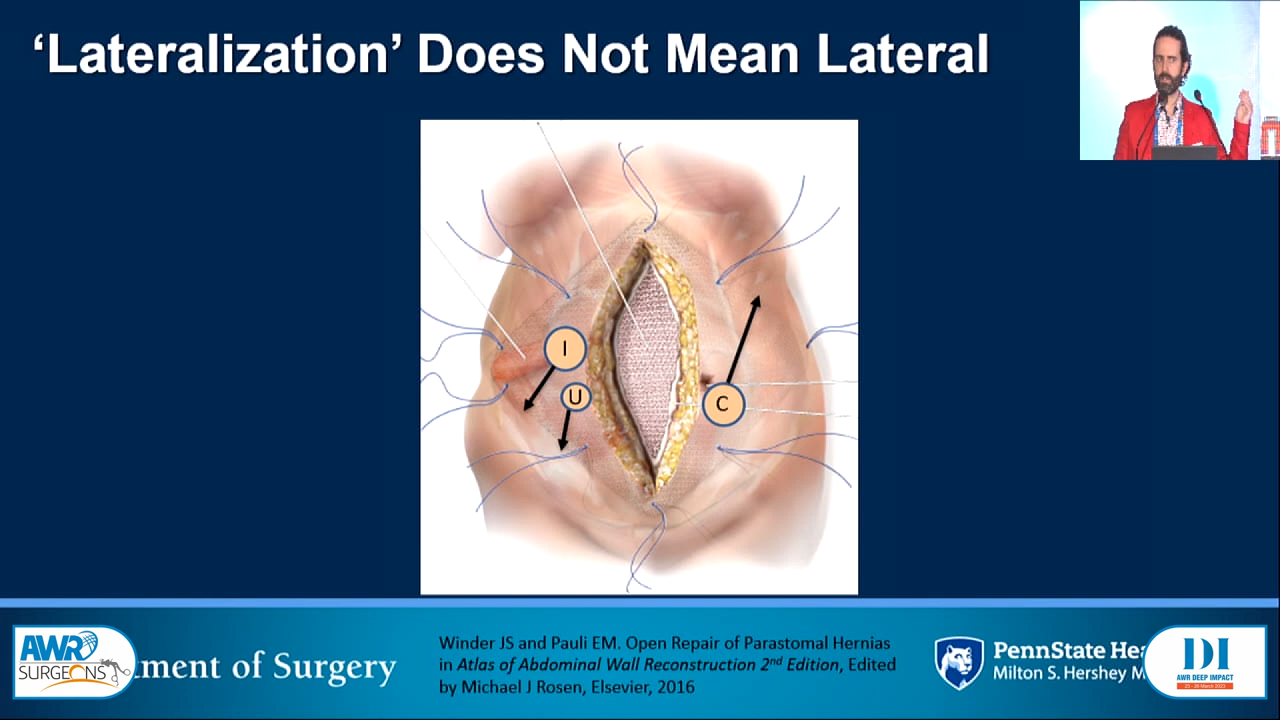 ‘Lateralization’ Does Not Mean Lateral
I
U
C
AWR
SURGEONS
ment of Surgery
Winder JS and Pauli EM. Open Repair of Parastomal Hernias
in Atlas of Abdominal Wall Reconstruction 2nd Edition, Edited
by Michael J Rosen, Elsevier, 2016
PennState Hea
Milton S. Hershey M
DI
AWR DEEP IMPACT